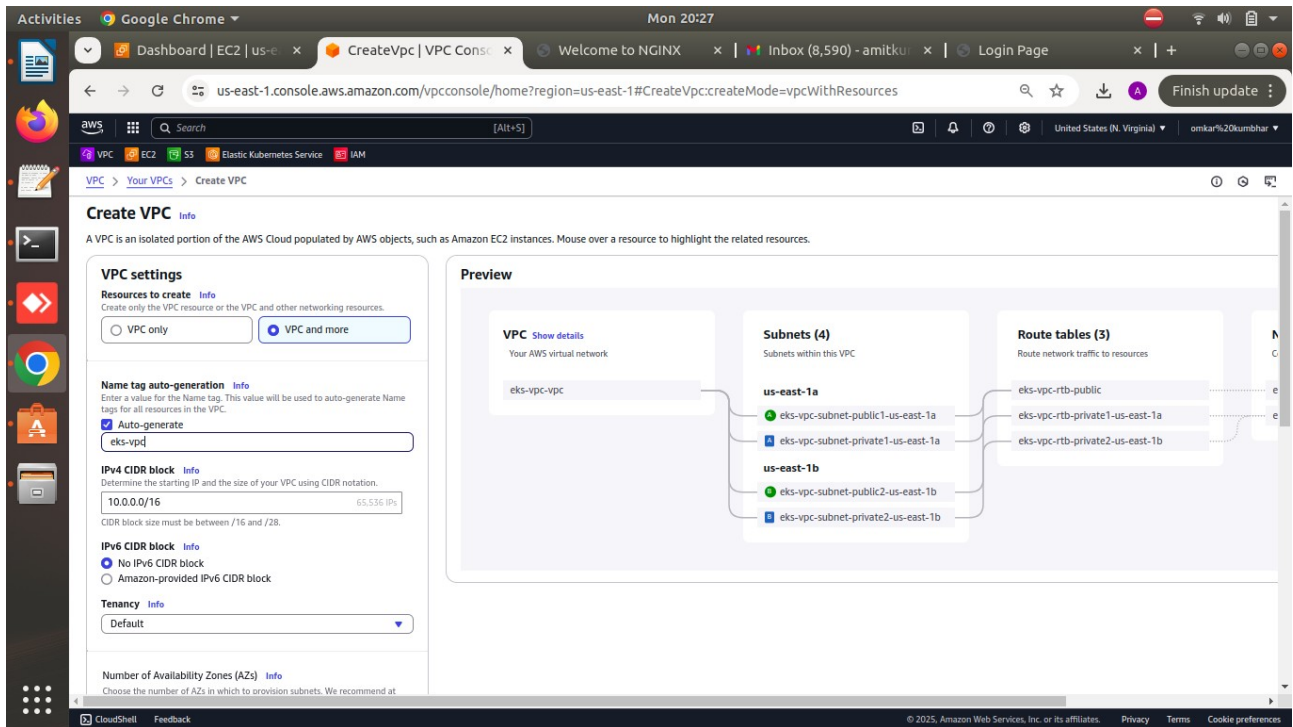 Activities Google Chrome Mon 20:27
Dashboard | EC2 | us-e CreateVpc | VPC Conso Welcome to NGINX Inbox (8,590) - amitku Login Page
us-east-1.console.aws.amazon.com/vpcconsole/home?region=us-east-1#CreateVpc:createMode=vpcWithResources A Finish update
aws Search [Alt+S] United States (N. Virginia) omkar%20kumbhar
VPC EC2 S3 Elastic Kubernetes Service IAM
VPC > Your VPCs > Create VPC
Create VPC Info
A VPC is an isolated portion of the AWS Cloud populated by AWS objects, such as Amazon EC2 instances. Mouse over a resource to highlight the related resources.
VPC settings
Resources to create Info
Create only the VPC resource or the VPC and other networking resources.
VPC only VPC and more
Name tag auto-generation Info
Enter a value for the Name tag. This value will be used to auto-generate Name
tags for all resources in the VPC.
Auto-generate
eks-vpc
IPv4 CIDR block Info
Determine the starting IP and the size of your VPC using CIDR notation.
10.0.0.0/16 65,536 IPs
CIDR block size must be between /16 and /28.
IPv6 CIDR block Info
No IPv6 CIDR block
Amazon-provided IPv6 CIDR block
Tenancy Info
Default
Number of Availability Zones (AZs) Info
Choose the number of AZs in which to provision subnets. We recommend at
Preview
VPC Show details
Your AWS virtual network
eks-vpc-vpc
Subnets (4)
Subnets within this VPC
us-east-1a
A eks-vpc-subnet-public1-us-east-1a
A eks-vpc-subnet-private1-us-east-1a
us-east-1b
B eks-vpc-subnet-public2-us-east-1b
B eks-vpc-subnet-private2-us-east-1b
Route tables (3)
Route network traffic to resources
eks-vpc-rtb-public
eks-vpc-rtb-private1-us-east-1a
eks-vpc-rtb-private2-us-east-1b
CloudShell Feedback © 2025, Amazon Web Services, Inc. or its affiliates. Privacy Terms Cookie preferences